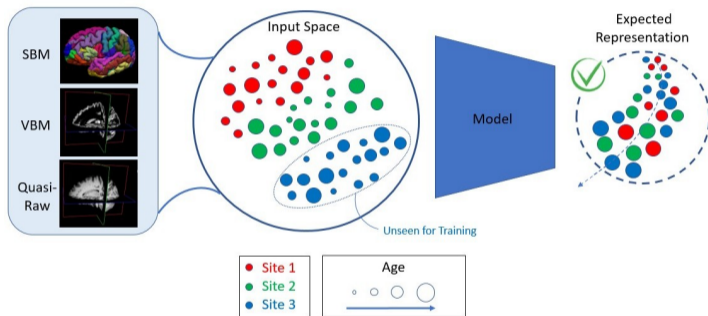 SBM
VBM
Quasi-
Raw
Input Space
Unseen for Training
Model
Expected
Representation
Site 1
Site 2
Site 3
Age